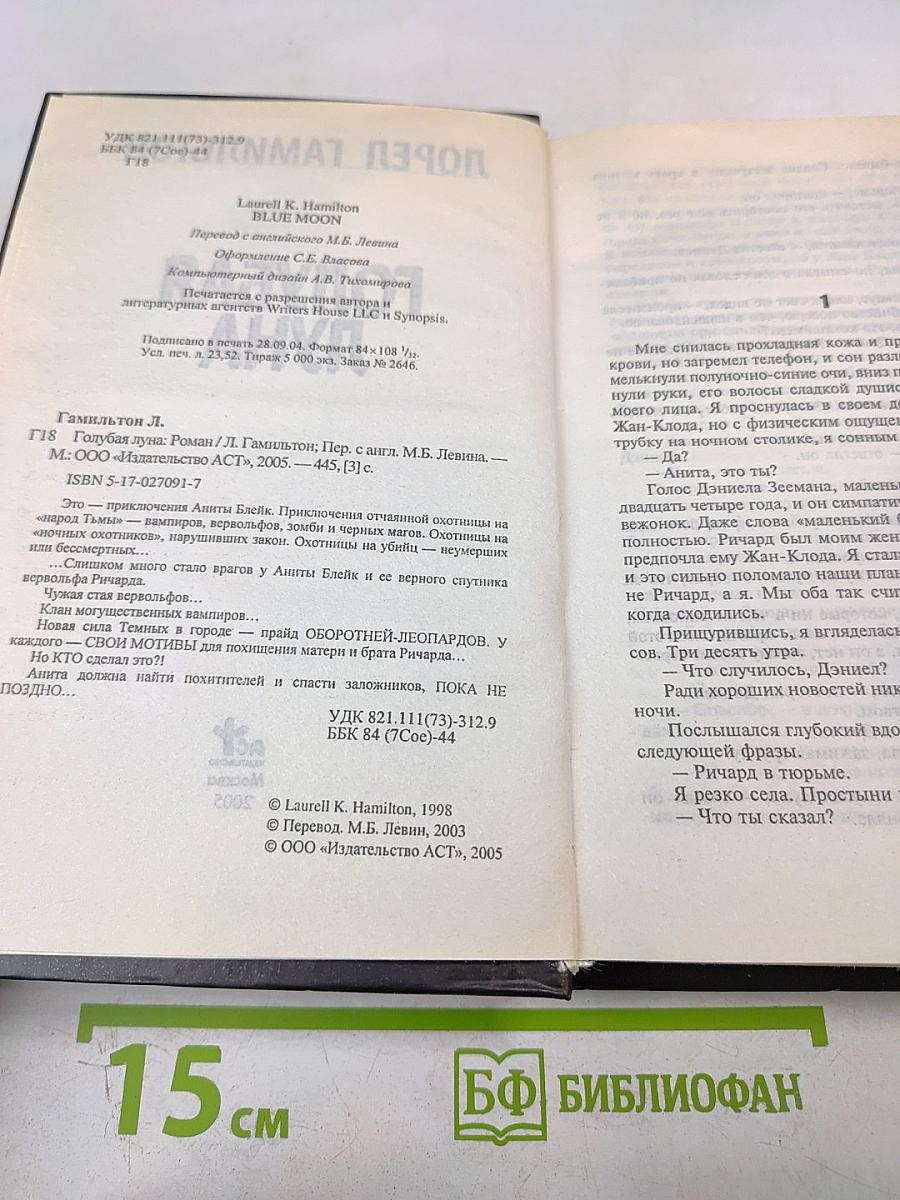 УДК 821.111(73)-312.9
ББК 84 (7Сое)-44
Г18
Laurell K. Hamilton
BLUE MOON
Перевод с английского М.Б. Левина
Оформление С.Е. Власова
Компьютерный дизайн А.В. Тихомирова
Печатается с разрешения автора и
литературных агентств Writers House LLC и Synopsis.
Подписано в печать 28.09.04. Формат 84×108 1/32.
Усл. печ. л. 23,52. Тираж 5 000 экз. Заказ № 2646.
Гамильтон Л.
Г18 Голубая луна: Роман / Л. Гамильтон; Пер. с англ. М.Б. Левина. —
М.: ООО «Издательство АСТ», 2005. — 445, [3] с.
ISBN 5-17-027091-7
Это — приключения Аниты Блейк. Приключения отчаянной охотницы на
«народ Тьмы» — вампиров, вервольфов, зомби и черных магов. Охотницы на
«ночных охотников», нарушивших закон. Охотницы на убийц — неумерших
или бессмертных...
...Слишком много стало врагов у Аниты Блейк и ее верного спутника
вервольфа Ричарда.
Чужая стая вервольфов...
Клан могущественных вампиров...
Новая сила Темных в городе — прайд ОБОРОТНЕЙ-ЛЕОПАРДОВ. У
каждого — СВОИ МОТИВЫ для похищения матери и брата Ричарда...
Но КТО сделал это?!
Анита должна найти похитителей и спасти заложников, ПОКА НЕ
ПОЗДНО...
УДК 821.111(73)-312.9
ББК 84 (7Сое)-44
© Laurell K. Hamilton, 1998
© Перевод. М.Б. Левин, 2003
© ООО «Издательство АСТ», 2005
1
Мне снилась прохладная кожа и пр
крови, но загремел телефон, и сон разл
мелькнули полуночно-синие очи, вниз п
нули руки, его волосы сладкой душис
моего лица. Я проснулась в своем до
Жан-Клода, но с физическим ощущен
трубку на ночном столике, я сонным
— Да?
— Анита, это ты?
Голос Дэниела Зеемана, малень
двадцать четыре года, и он симпати
вежонок. Даже слова «маленький б
полностью. Ричард был моим жен
предпочла ему Жан-Клода. Я стал
и это сильно поломало наши план
не Ричард, а я. Мы оба так счит
когда сходились.
Прищурившись, я вгляделась
сов. Три десять утра.
— Что случилось, Дэниел?
Ради хороших новостей ник
ночи.
Послышался глубокий вдо
следующей фразы.
— Ричард в тюрьме.
Я резко села. Простыни
— Что ты сказал?
15 см
БФ БИБЛИОФАН